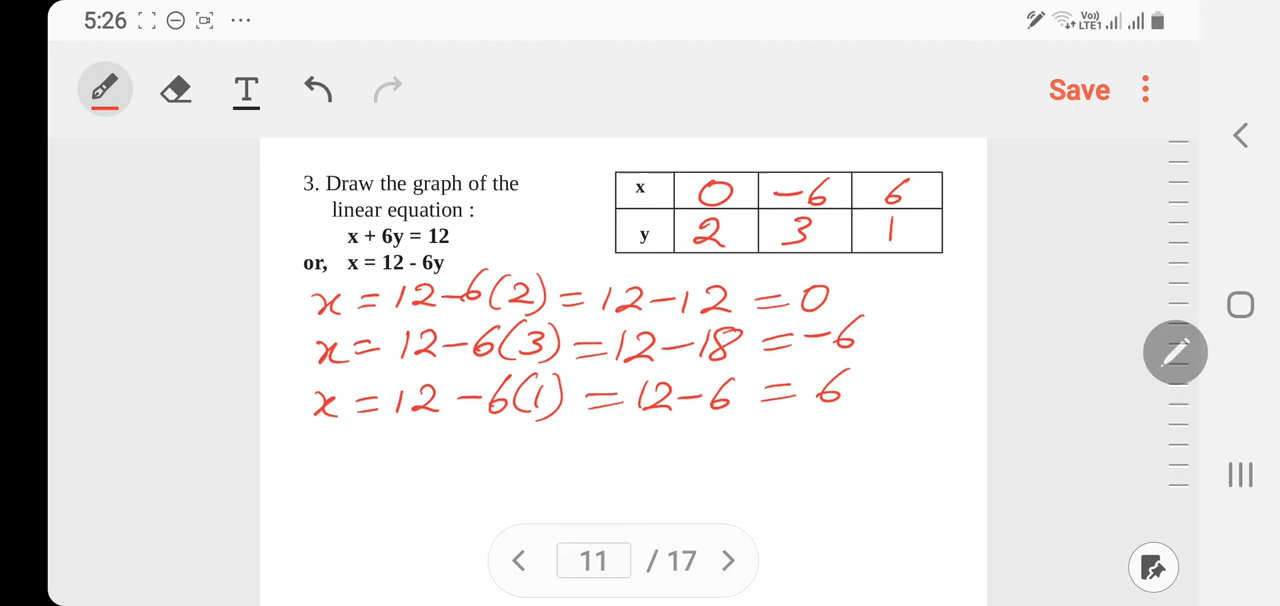 5:26
Vo)) LTE1
T Save
3. Draw the graph of the
linear equation :
x + 6y = 12
or, x = 12 - 6y
x 0 -6 6
y 2 3 1
x = 12-6(2) = 12-12 = 0
x = 12-6(3) = 12-18 = -6
x = 12 -6(1) = 12-6 = 6
11 / 17